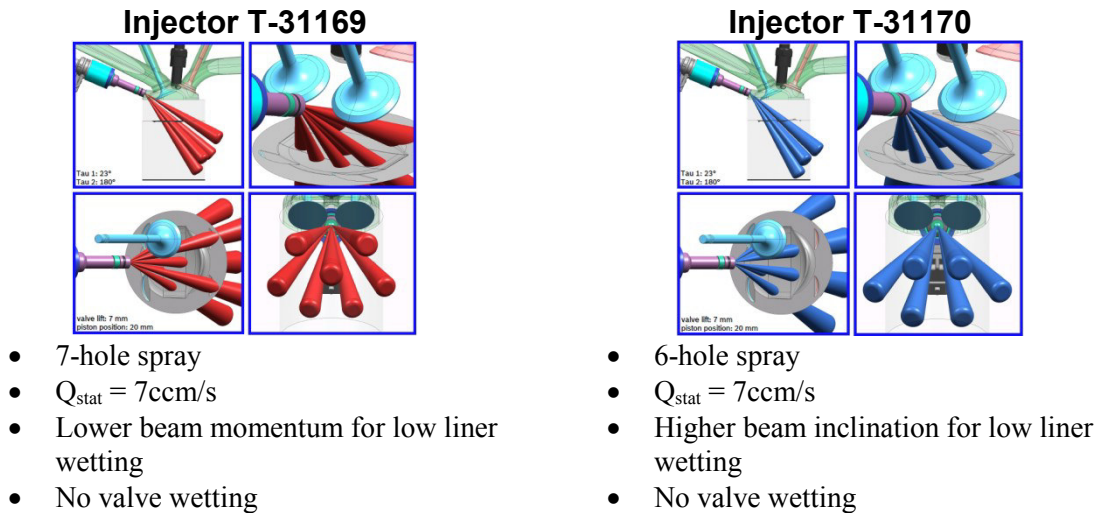 Injector T-31169
Tau 1: 23°
Tau 2: 180°
valve lift: 7 mm
piston position: 20 mm
• 7-hole spray
• Qstat = 7ccm/s
• Lower beam momentum for low liner
wetting
• No valve wetting
Injector T-31170
Tau 1: 23°
Tau 2: 180°
valve lift: 7 mm
piston position: 20 mm
• 6-hole spray
• Qstat = 7ccm/s
• Higher beam inclination for low liner
wetting
• No valve wetting